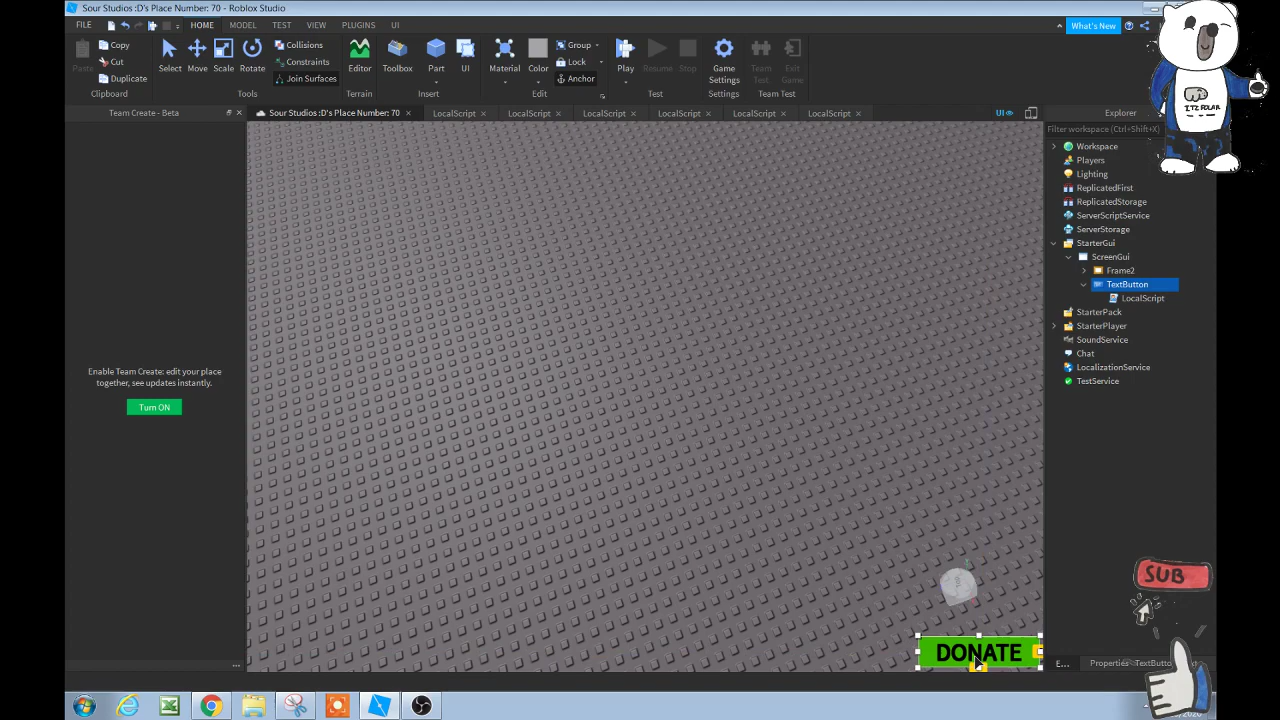 Sour Studios :D's Place Number: 70 - Roblox Studio
FILE HOME MODEL TEST VIEW PLUGINS UI What's New
Paste Copy Cut Duplicate Clipboard
Select Move Scale Rotate Collisions Constraints Join Surfaces Tools
Editor Terrain
Toolbox Part UI Insert
Material Color Group Lock Anchor Edit
Play Resume Stop Test
Game Settings Settings
Team Test Exit Game Team Test
Team Create - Beta
Sour Studios :D's Place Number: 70 LocalScript LocalScript LocalScript LocalScript LocalScript LocalScript UI
Explorer
Filter workspace (Ctrl+Shift+X)
Workspace
Players
Lighting
ReplicatedFirst
ReplicatedStorage
ServerScriptService
ServerStorage
StarterGui
ScreenGui
Frame2
TextButton
LocalScript
StarterPack
StarterPlayer
SoundService
Chat
LocalizationService
TestService
Enable Team Create: edit your place
together, see updates instantly.
Turn ON
DONATE
E... Properties
ITZ POLAR
SUB